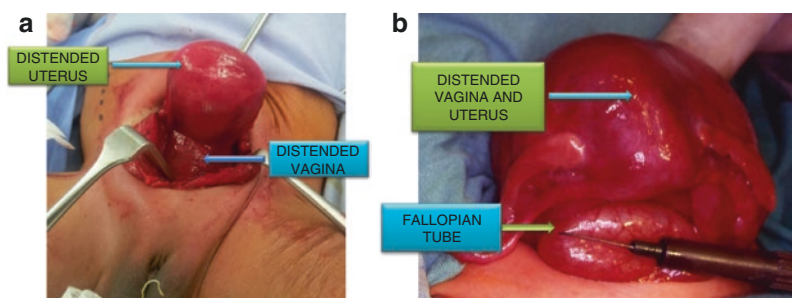 a
DISTENDED
UTERUS
DISTENDED
VAGINA
b
DISTENDED
VAGINA AND
UTERUS
FALLOPIAN
TUBE